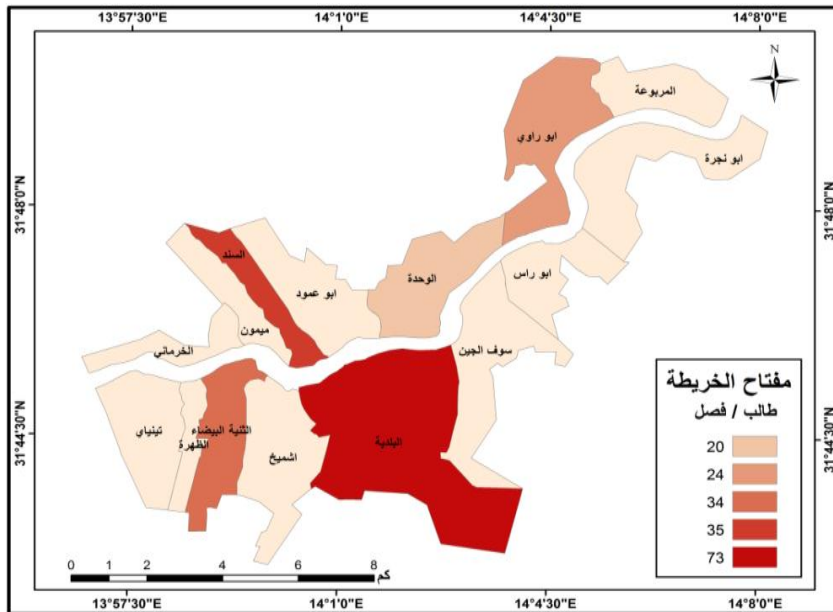 13°57'30"E 14°1'0"E 14°4'30"E 14°8'0"E
N
المربوعة
ابو راوي
ابو نجرة
31°48'0"N 31°48'0"N
السند
ابو راس
الوحدة
ابو عمود
ميمون
سوف الجين
الخرماني
مفتاح الخريطة
طالب / فصل
تينياي
الثنية البيضاء
الظهرة
اشميخ
البلدية
31°44'30"N 31°44'30"N
20
24
34
35
73
0 1 2 4 6 8
كم
13°57'30"E 14°1'0"E 14°4'30"E 14°8'0"E